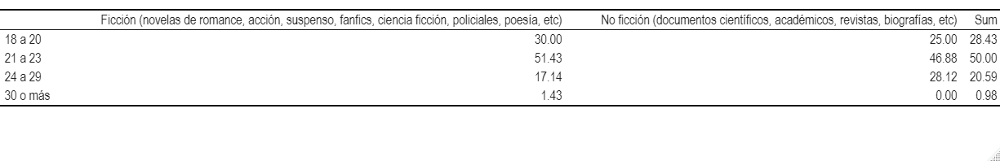 Ficción (novelas de romance, acción, suspenso, fanfics, ciencia ficción, policiales, poesía, etc) No ficción (documentos científicos, académicos, revistas, biografías, etc) Sum
18 a 20 30.00 25.00 28.43
21 a 23 51.43 46.88 50.00
24 a 29 17.14 28.12 20.59
30 o más 1.43 0.00 0.98